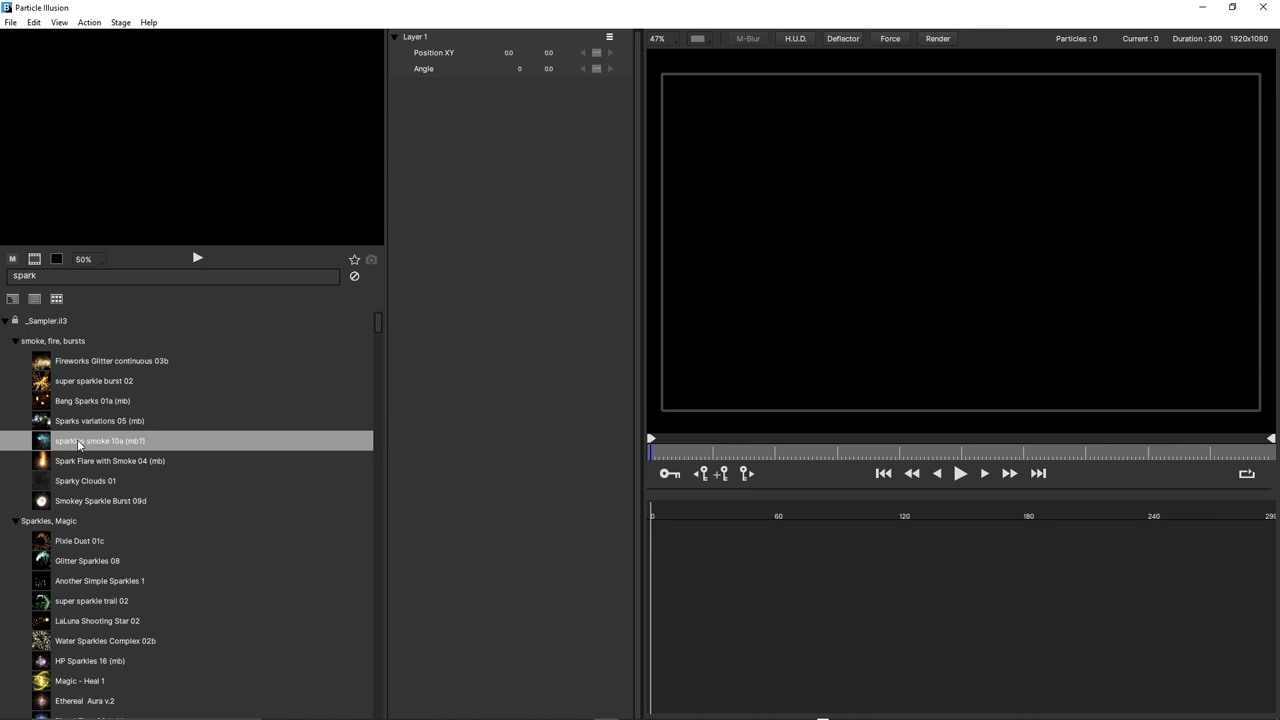 Particle Illusion
File Edit View Action Stage Help
Layer 1
Position XY 0.0 0.0
Angle 0 0.0
47% M-Blur H.U.D. Deflector Force Render Particles : 0 Current : 0 Duration : 300 1920x1080
M 50%
spark
_Sampler.il3
smoke, fire, bursts
Fireworks Glitter continuous 03b
super sparkle burst 02
Bang Sparks 01a (mb)
Sparks variations 05 (mb)
sparkles smoke 10a (mb?)
Spark Flare with Smoke 04 (mb)
Sparky Clouds 01
Smokey Sparkle Burst 09d
Sparkles, Magic
Pixie Dust 01c
Glitter Sparkles 08
Another Simple Sparkles 1
super sparkle trail 02
LaLuna Shooting Star 02
Water Sparkles Complex 02b
HP Sparkles 16 (mb)
Magic - Heal 1
Ethereal Aura v.2
0 60 120 180 240 299